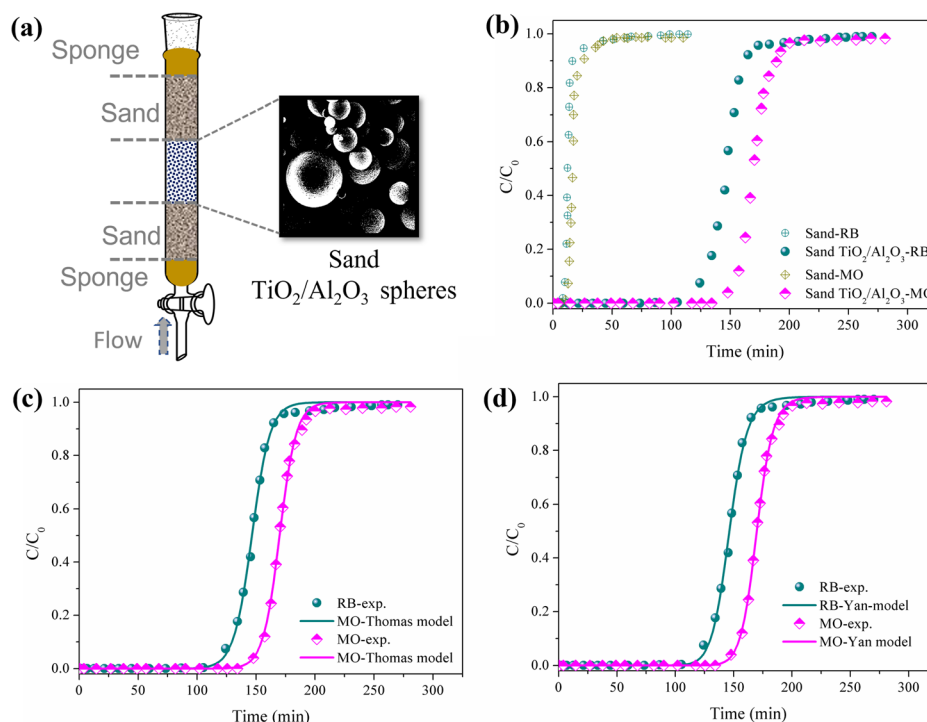 (a)
Sponge
Sand
Sand
Sponge
Flow
Sand
TiO₂/Al₂O₃ spheres
(b)
C/C₀
1.0
0.8
0.6
0.4
0.2
0.0
Sand-RB
Sand TiO₂/Al₂O₃-RB
Sand-MO
Sand TiO₂/Al₂O₃-MO
0 50 100 150 200 250 300
Time (min)
(c)
C/C₀
1.0
0.8
0.6
0.4
0.2
0.0
RB-exp.
MO-Thomas model
MO-exp.
MO-Thomas model
0 50 100 150 200 250 300
Time (min)
(d)
C/C₀
1.0
0.8
0.6
0.4
0.2
0.0
RB-exp.
RB-Yan-model
MO-exp.
MO-Yan model
0 50 100 150 200 250 300
Time (min)